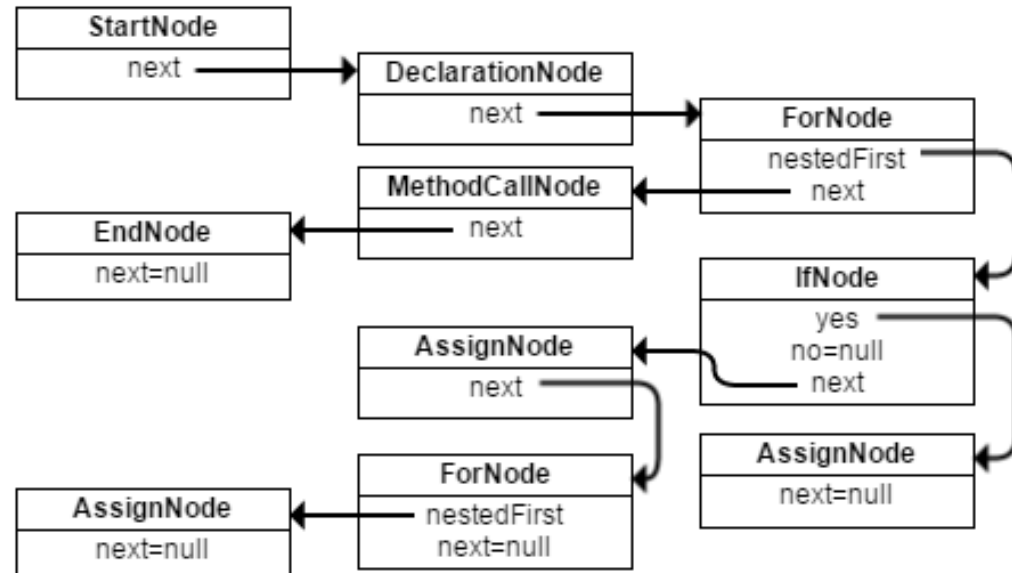 StartNode
next
DeclarationNode
next
ForNode
nestedFirst
next
MethodCallNode
next
EndNode
next=null
IfNode
yes
no=null
next
AssignNode
next
AssignNode
next=null
ForNode
nestedFirst
next=null
AssignNode
next=null